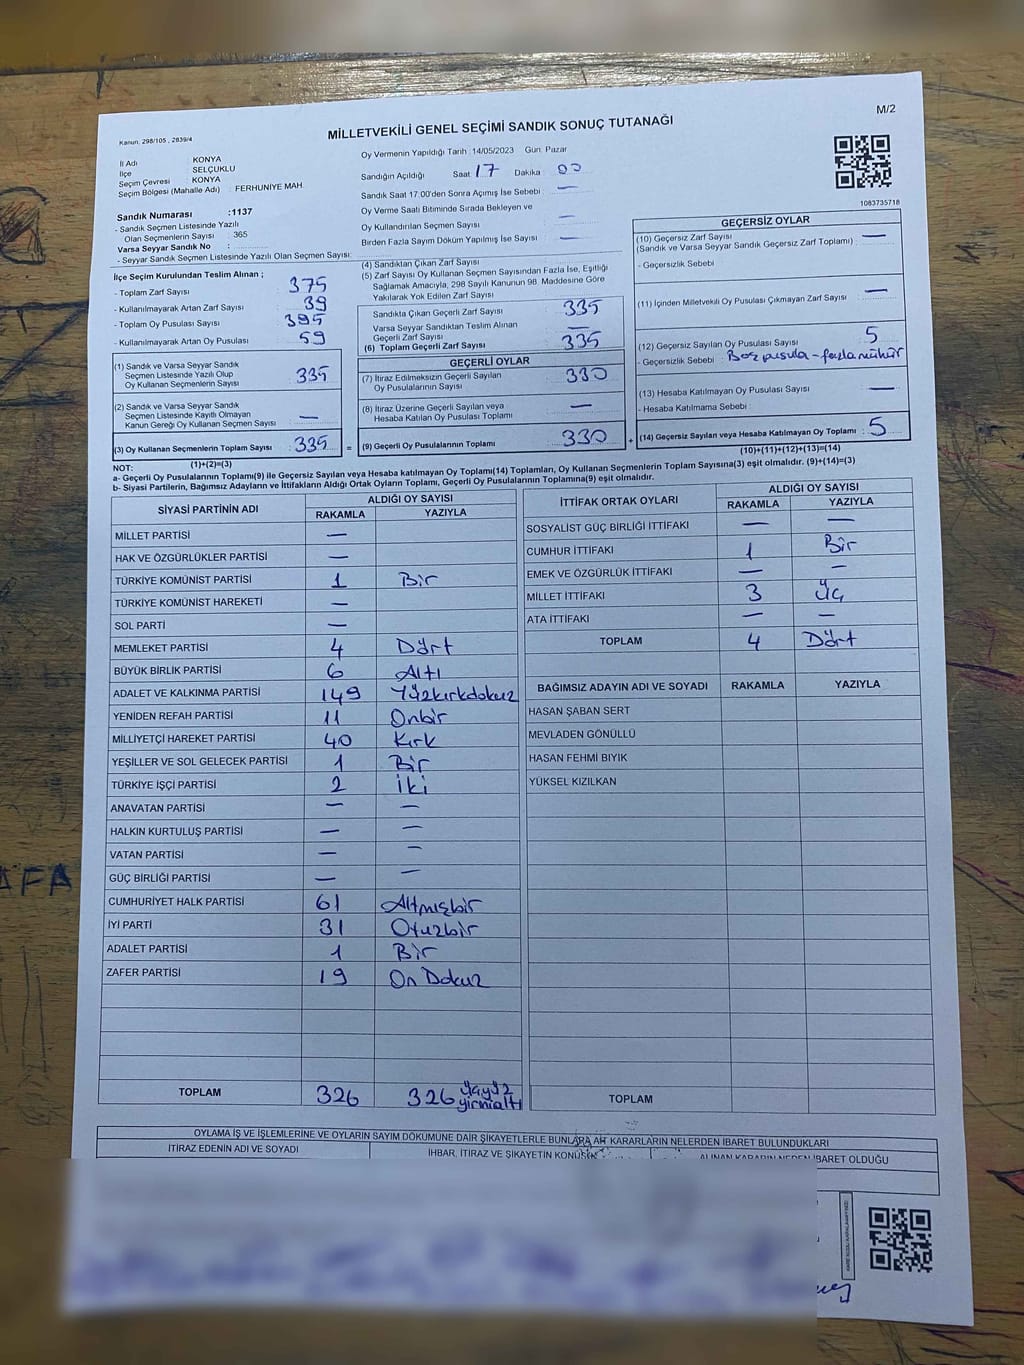 M/2
Kanun. 298/105 , 2839/4
MİLLETVEKİLİ GENEL SEÇİMİ SANDIK SONUÇ TUTANAĞI
İl Adı KONYA
İlçe SELÇUKLU
Seçim Çevresi KONYA
Seçim Bölgesi (Mahalle Adı) : FERHUNİYE MAH.
Oy Vermenin Yapıldığı Tarih :14/05/2023 Gün: Pazar
Sandığın Açıldığı Saat 17 Dakika 00
Sandık Saat 17:00'den Sonra Açımış İse Sebebi : —
Oy Verme Saati Bitiminde Sırada Bekleyen ve
Oy Kullandırılan Seçmen Sayısı —
Birden Fazla Sayım Döküm Yapılmış İse Sayısı —
1083735718
Sandık Numarası :1137
- Sandık Seçmen Listesinde Yazılı
Olan Seçmenlerin Sayısı : 365
Varsa Seyyar Sandık No :
- Seyyar Sandık Seçmen Listesinde Yazılı Olan Seçmen Sayısı:
İlçe Seçim Kurulundan Teslim Alınan ;
- Toplam Zarf Sayısı 375
- Kullanılmayarak Artan Zarf Sayısı 39
- Toplam Oy Pusulası Sayısı 395
- Kullanılmayarak Artan Oy Pusulası 59
(4) Sandıktan Çıkan Zarf Sayısı
(5) Zarf Sayısı Oy Kullanan Seçmen Sayısından Fazla İse, Eşitliği
Sağlamak Amacıyla, 298 Sayılı Kanunun 98. Maddesine Göre
Yakılarak Yok Edilen Zarf Sayısı
Sandıkta Çıkan Geçerli Zarf Sayısı 335
Varsa Seyyar Sandıktan Teslim Alınan
Geçerli Zarf Sayısı —
(6) Toplam Geçerli Zarf Sayısı 335
GEÇERSİZ OYLAR
(10) Geçersiz Zarf Sayısı —
(Sandık ve Varsa Seyyar Sandık Geçersiz Zarf Toplamı)
- Geçersizlik Sebebi
(11) İçinden Milletvekili Oy Pusulası Çıkmayan Zarf Sayısı —
(12) Geçersiz Sayılan Oy Pusulası Sayısı 5
- Geçersizlik Sebebi : Boş pusula - fazla mühür
(13) Hesaba Katılmayan Oy Pusulası Sayısı —
- Hesaba Katılmama Sebebi :
(14) Geçersiz Sayılan veya Hesaba Katılmayan Oy Toplamı : 5
(10)+(11)+(12)+(13)=(14)
(1) Sandık ve Varsa Seyyar Sandık
Seçmen Listesinde Yazılı Olup
Oy Kullanan Seçmenlerin Sayısı 335
(2) Sandık ve Varsa Seyyar Sandık
Seçmen Listesinde Kayıtlı Olmayan
Kanun Gereği Oy Kullanan Seçmen Sayısı —
(3) Oy Kullanan Seçmenlerin Toplam Sayısı 335 =
(1)+(2)=(3)
GEÇERLİ OYLAR
(7) İtiraz Edilmeksizin Geçerli Sayılan
Oy Pusulalarının Sayısı 330
(8) İtiraz Üzerine Geçerli Sayılan veya
Hesaba Katılan Oy Pusulası Toplamı —
(9) Geçerli Oy Pusulalarının Toplamı 330 +
NOT:
a- Geçerli Oy Pusulalarının Toplamı(9) ile Geçersiz Sayılan veya Hesaba katılmayan Oy Toplamı(14) Toplamları, Oy Kullanan Seçmenlerin Toplam Sayısına(3) eşit olmalıdır. (9)+(14)=(3)
b- Siyasi Partilerin, Bağımsız Adayların ve İttifakların Aldığı Ortak Oyların Toplamı, Geçerli Oy Pusulalarının Toplamına(9) eşit olmalıdır.
SİYASİ PARTİNİN ADI ALDIĞI OY SAYISI
RAKAMLA YAZIYLA
MİLLET PARTİSİ —
HAK VE ÖZGÜRLÜKLER PARTİSİ —
TÜRKİYE KOMÜNİST PARTİSİ 1 Bir
TÜRKİYE KOMÜNİST HAREKETİ —
SOL PARTİ —
MEMLEKET PARTİSİ 4 Dört
BÜYÜK BİRLİK PARTİSİ 6 Altı
ADALET VE KALKINMA PARTİSİ 149 Yüzkırkdokuz
YENİDEN REFAH PARTİSİ 11 Onbir
MİLLİYETÇİ HAREKET PARTİSİ 40 Kırk
YEŞİLLER VE SOL GELECEK PARTİSİ 1 Bir
TÜRKİYE İŞÇİ PARTİSİ 2 İki
ANAVATAN PARTİSİ — —
HALKIN KURTULUŞ PARTİSİ — —
VATAN PARTİSİ — —
GÜÇ BİRLİĞİ PARTİSİ — —
CUMHURİYET HALK PARTİSİ 61 Altmışbir
İYİ PARTİ 31 Otuzbir
ADALET PARTİSİ 1 Bir
ZAFER PARTİSİ 19 On Dokuz
TOPLAM 326 326 Üçyüz yirmialtı
İTTİFAK ORTAK OYLARI ALDIĞI OY SAYISI
RAKAMLA YAZIYLA
SOSYALİST GÜÇ BİRLİĞİ İTTİFAKI — —
CUMHUR İTTİFAKI 1 Bir
EMEK VE ÖZGÜRLÜK İTTİFAKI — —
MİLLET İTTİFAKI 3 Üç
ATA İTTİFAKI — —
TOPLAM 4 Dört
BAĞIMSIZ ADAYIN ADI VE SOYADI RAKAMLA YAZIYLA
HASAN ŞABAN SERT
MEVLADEN GÖNÜLLÜ
HASAN FEHMİ BIYIK
YÜKSEL KIZILKAN
TOPLAM
AFA
OYLAMA İŞ VE İŞLEMLERİNE VE OYLARIN SAYIM DÖKÜMÜNE DAİR ŞİKAYETLERLE BUNLARA AİT KARARLARIN NELERDEN İBARET BULUNDUKLARI
İTİRAZ EDENİN ADI VE SOYADI İHBAR, İTİRAZ VE ŞİKAYETİN KONUSU ALINAN KARARIN NEDEN İBARET OLDUĞU